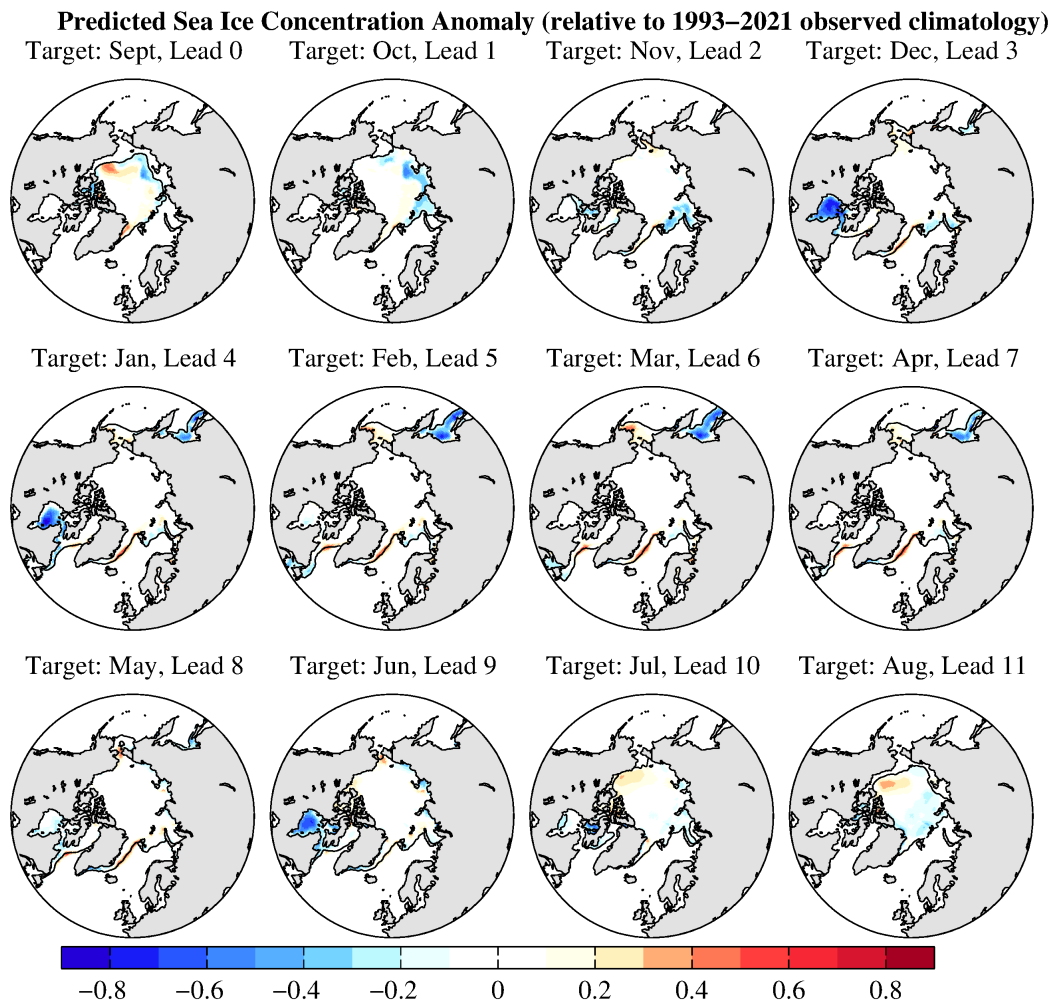 Predicted Sea Ice Concentration Anomaly (relative to 1993−2021 observed climatology)
Target: Sept, Lead 0
Target: Oct, Lead 1
Target: Nov, Lead 2
Target: Dec, Lead 3
Target: Jan, Lead 4
Target: Feb, Lead 5
Target: Mar, Lead 6
Target: Apr, Lead 7
Target: May, Lead 8
Target: Jun, Lead 9
Target: Jul, Lead 10
Target: Aug, Lead 11
−0.8 −0.6 −0.4 −0.2 0 0.2 0.4 0.6 0.8